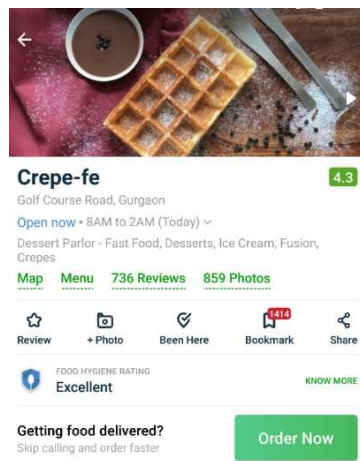 Crepe-fe
4.3
Golf Course Road, Gurgaon
Open now • 8AM to 2AM (Today)
Dessert Parlor - Fast Food, Desserts, Ice Cream, Fusion,
Crepes
Map Menu 736 Reviews 859 Photos
1414
Review + Photo Been Here Bookmark Share
FOOD HYGIENE RATING
Excellent
KNOW MORE
Getting food delivered?
Skip calling and order faster
Order Now